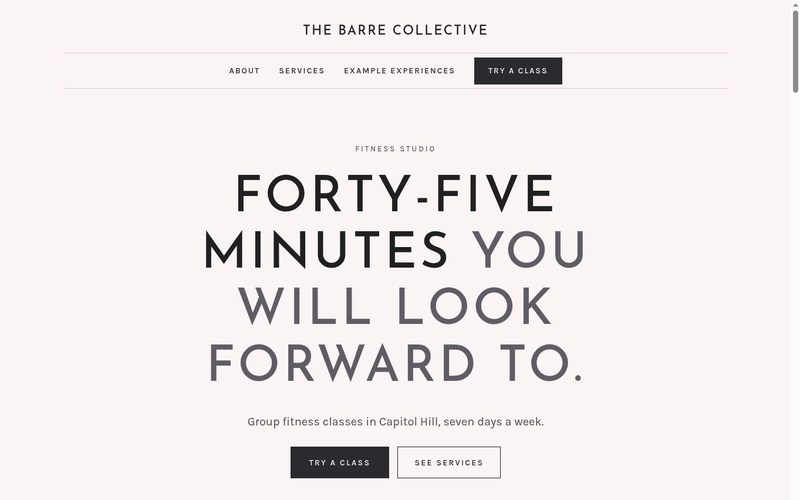 THE BARRE COLLECTIVE
ABOUT SERVICES EXAMPLE EXPERIENCES TRY A CLASS
FITNESS STUDIO
FORTY-FIVE
MINUTES YOU
WILL LOOK
FORWARD TO.
Group fitness classes in Capitol Hill, seven days a week.
TRY A CLASS SEE SERVICES